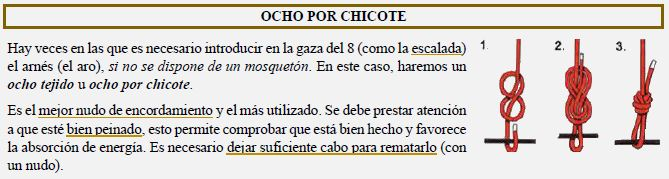 OCHO POR CHICOTE
Hay veces en las que es necesario introducir en la gaza del 8 (como la escalada)
el arnés (el aro), si no se dispone de un mosquetón. En este caso, haremos un
ocho tejido u ocho por chicote.
Es el mejor nudo de encordamiento y el más utilizado. Se debe prestar atención
a que esté bien peinado, esto permite comprobar que está bien hecho y favorece
la absorción de energía. Es necesario dejar suficiente cabo para rematarlo (con
un nudo).
1. 2. 3.